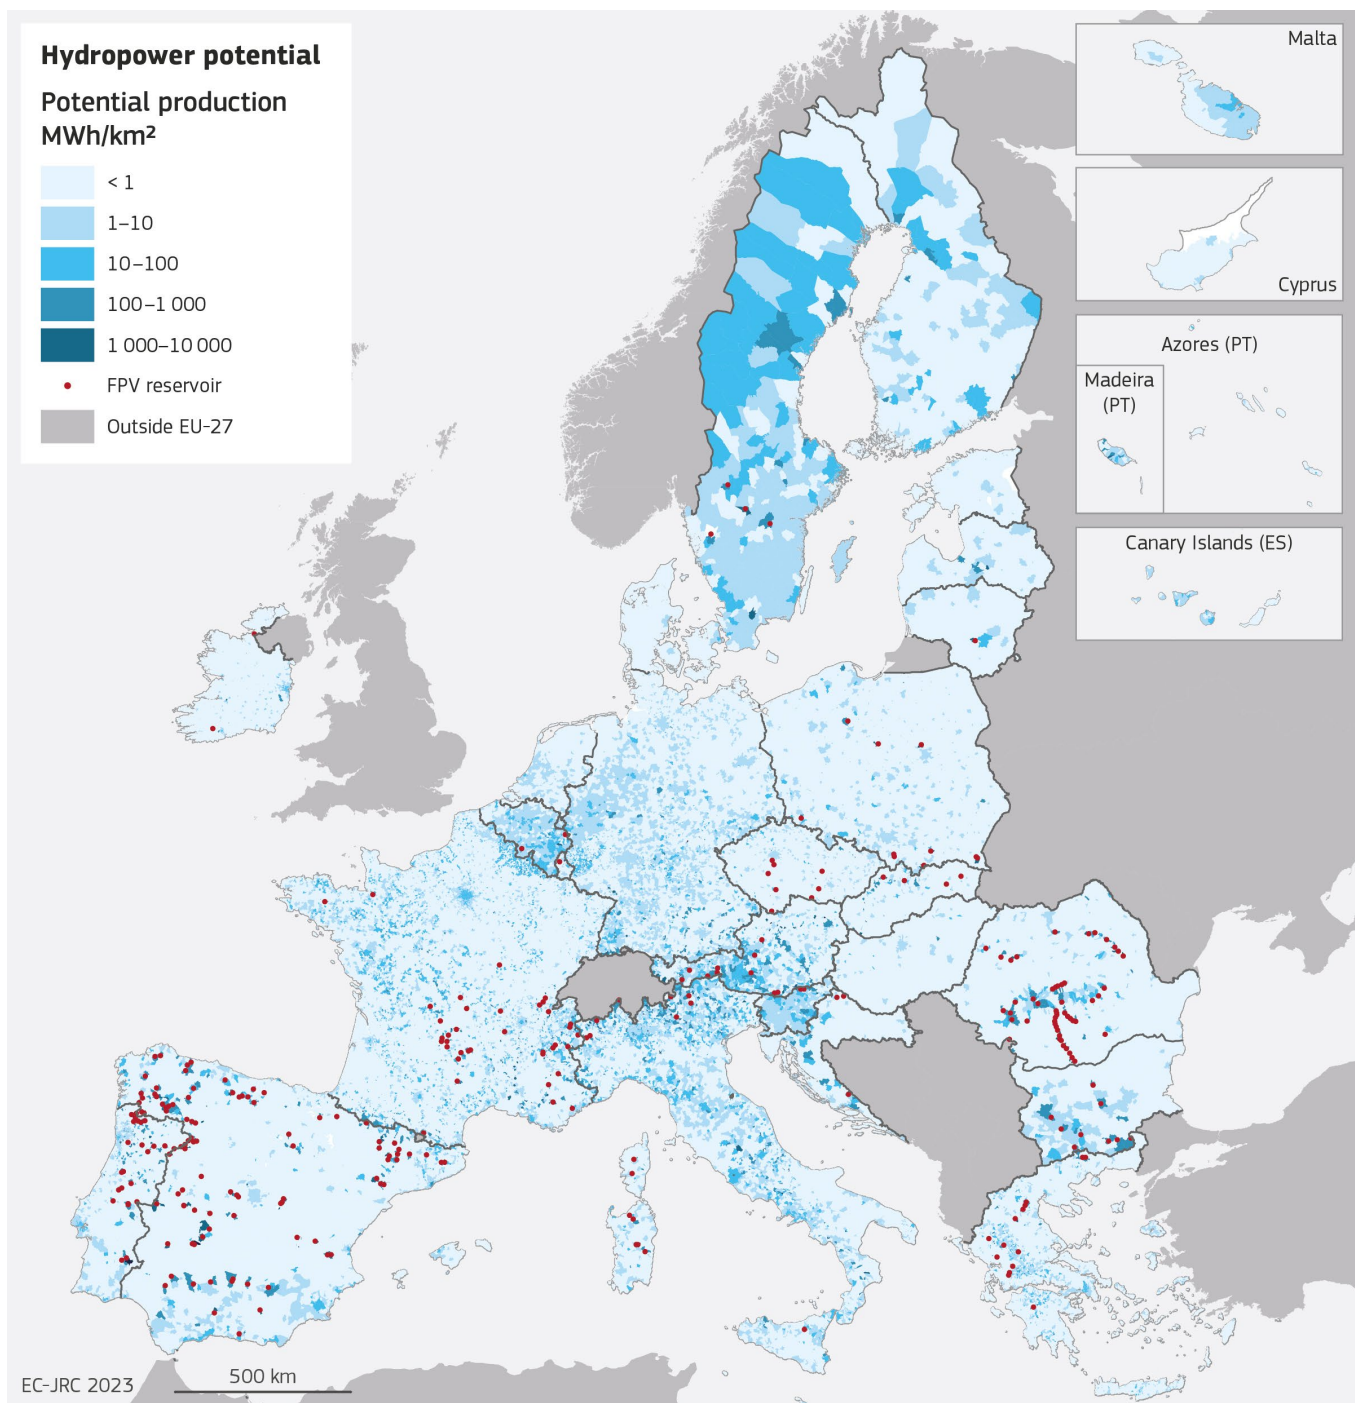 Hydropower potential
Potential production
MWh/km²
< 1
1–10
10–100
100–1 000
1 000–10 000
FPV reservoir
Outside EU-27
Malta
Cyprus
Azores (PT)
Madeira
(PT)
Canary Islands (ES)
500 km
EC-JRC 2023